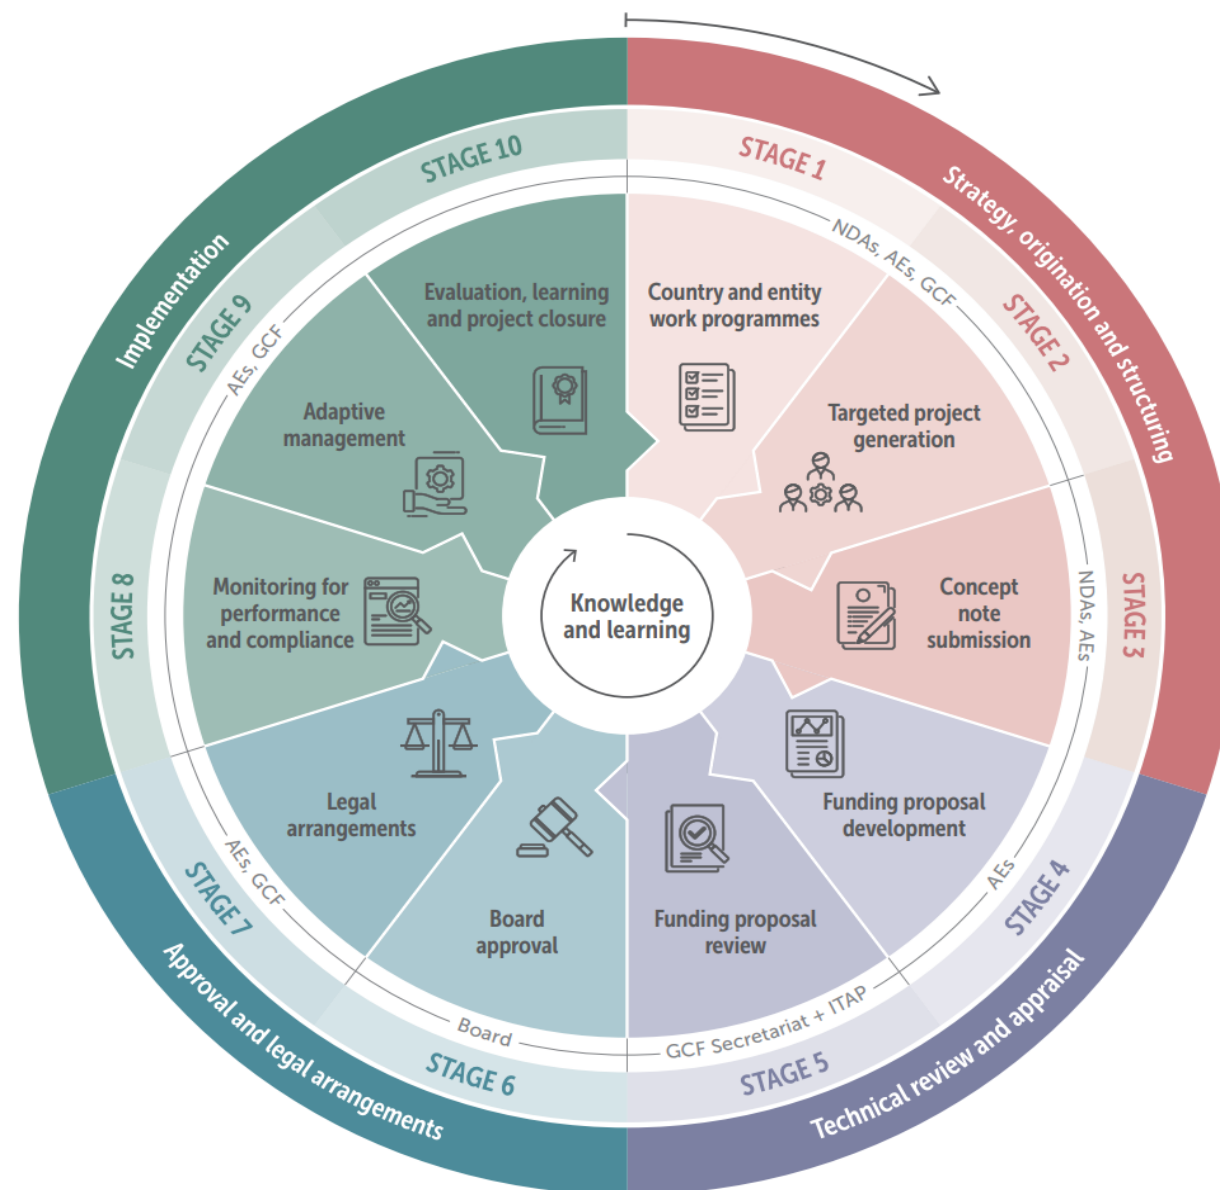 Strategy, origination and structuring
STAGE 1
NDAs, AEs, GCF
Country and entity
work programmes
STAGE 2
Targeted project
generation
STAGE 3
NDAs, AEs
Concept
note
submission
Technical review and appraisal
STAGE 4
AEs
Funding proposal
development
STAGE 5
GCF Secretariat + ITAP
Funding proposal
review
Approval and legal arrangements
STAGE 6
Board
Board
approval
STAGE 7
AEs, GCF
Legal
arrangements
Implementation
STAGE 8
Monitoring for
performance
and compliance
STAGE 9
AEs, GCF
Adaptive
management
STAGE 10
Evaluation, learning
and project closure
Knowledge
and learning